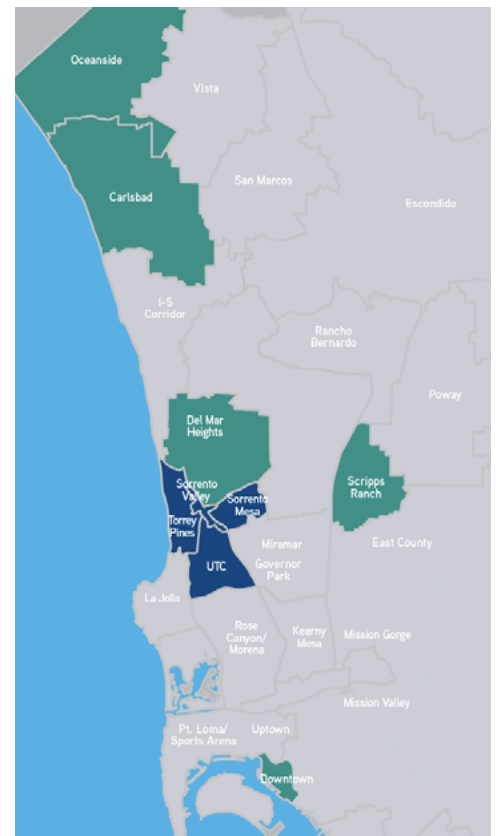 Oceanside
Vista
San Marcos
Carlsbad
Escondido
I-5
Corridor
Rancho
Bernardo
Poway
Del Mar
Heights
Sorrento
Valley
Sorrento
Mesa
Scripps
Ranch
Torrey
Pines
Miramar
East County
UTC
Governor
Park
La Jolla
Rose
Canyon/
Morena
Kearny
Mesa
Mission Gorge
Mission Valley
Pt. Loma/
Sports Arena
Uptown
Downtown